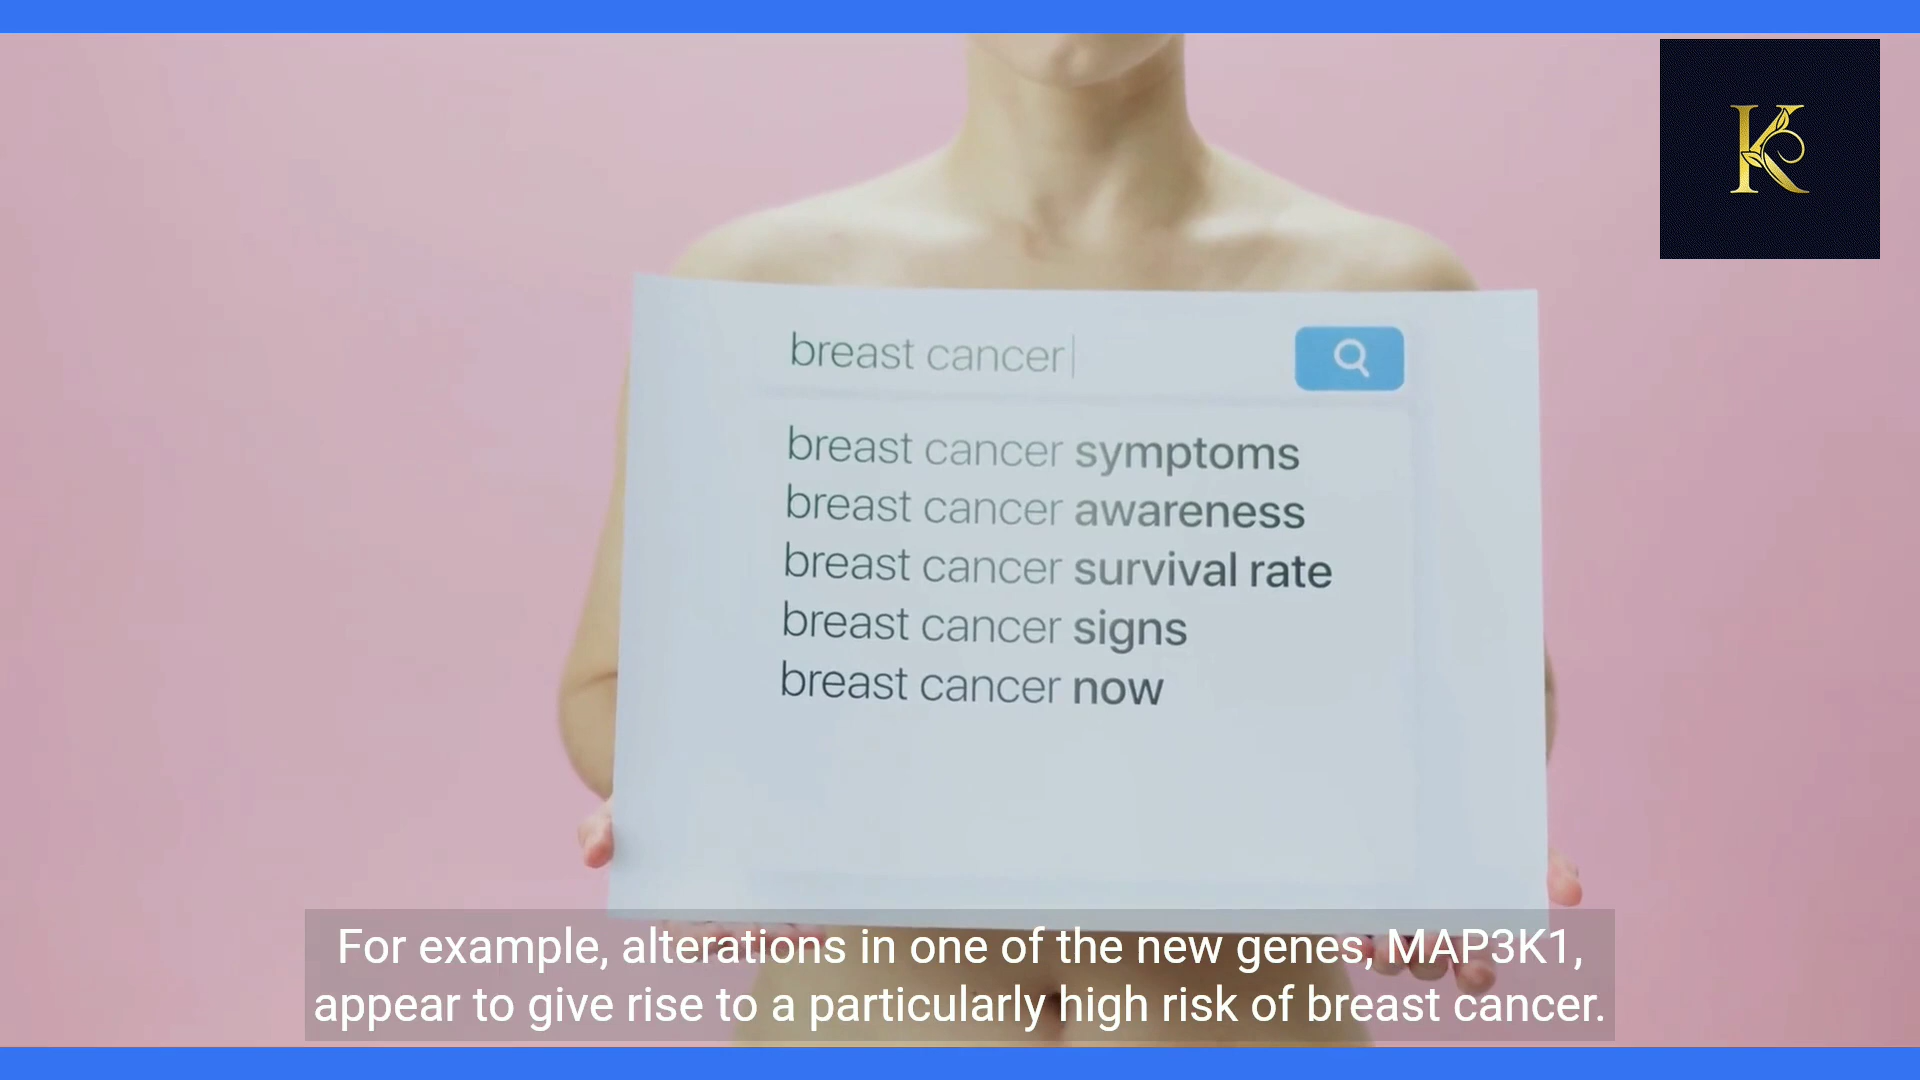 K
breast cancer
breast cancer symptoms
breast cancer awareness
breast cancer survival rate
breast cancer signs
breast cancer now
For example, alterations in one of the new genes, MAP3K1,
appear to give rise to a particularly high risk of breast cancer.